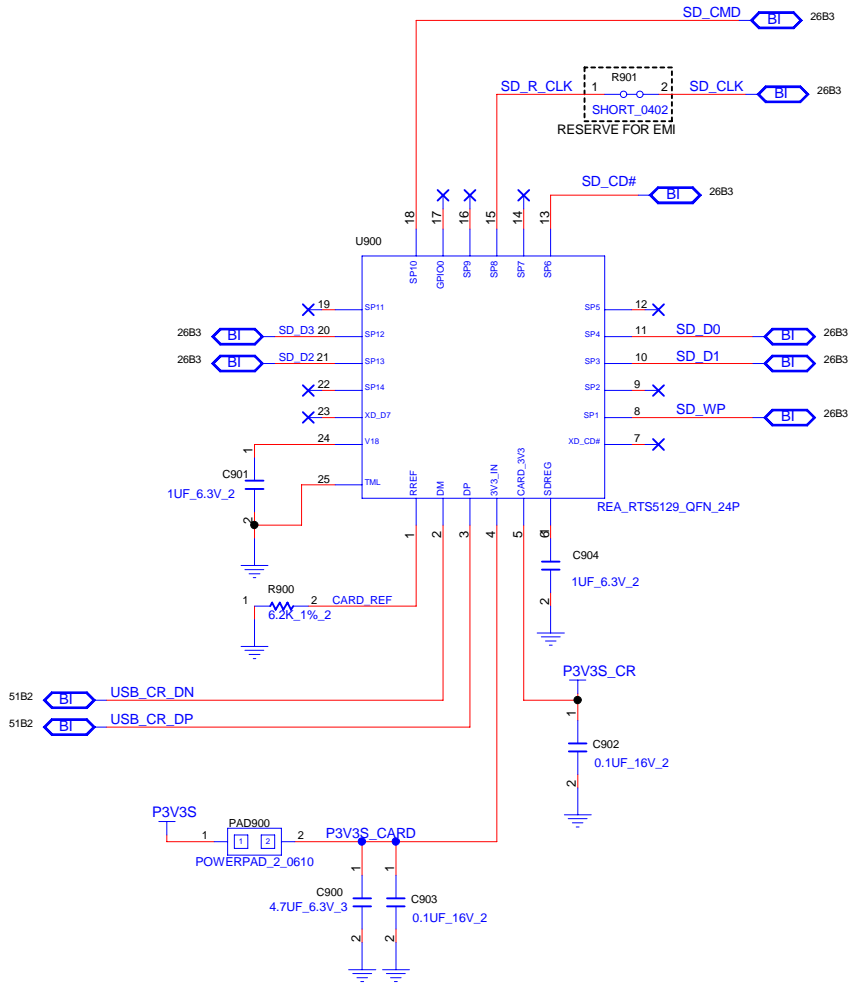 SD_CMD
BI
26B3
R901
SD_R_CLK
1
2
SD_CLK
BI
26B3
SHORT_0402
RESERVE FOR EMI
SD_CD#
BI
26B3
18
17
16
15
14
13
U900
SP10
GPIO0
SP9
SP8
SP7
SP6
19
SP11
SP5
12
26B3
BI
SD_D3
20
SP12
SP4
11
SD_D0
BI
26B3
26B3
BI
SD_D2
21
SP13
SP3
10
SD_D1
BI
26B3
22
SP14
SP2
9
23
XD_D7
SP1
8
SD_WP
BI
26B3
24
V18
XD_CD#
7
1
C901
1UF_6.3V_2
2
25
TML
RREF
DM
DP
3V3_IN
CARD_3V3
SDREG
REA_RTS5129_QFN_24P
1
2
3
4
5
6
1
C904
1UF_6.3V_2
2
R900
1
2
CARD_REF
6.2K_1%_2
P3V3S_CR
51B2
BI
USB_CR_DN
51B2
BI
USB_CR_DP
1
C902
0.1UF_16V_2
2
P3V3S
PAD900
1
1
2
2
P3V3S_CARD
POWERPAD_2_0610
1
C900
4.7UF_6.3V_3
2
1
C903
0.1UF_16V_2
2